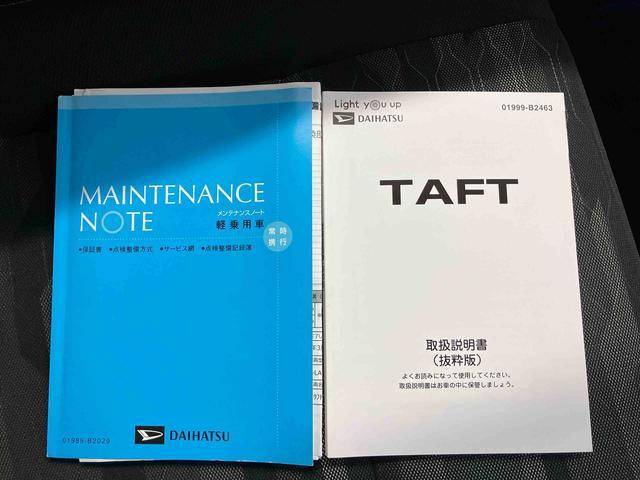 MAINTENANCE
NOTE
メンテナンスノート
軽乗用車
常時
携行
●保証書 ●点検整備方式 ●サービス網 ●点検整備記録簿
01989-B2029
DAIHATSU
Light you up
DAIHATSU
01999-B2463
TAFT
取扱説明書
(抜粋版)
よくお読みになって使用してください。
取扱説明書はお車の中に保管しましょう。